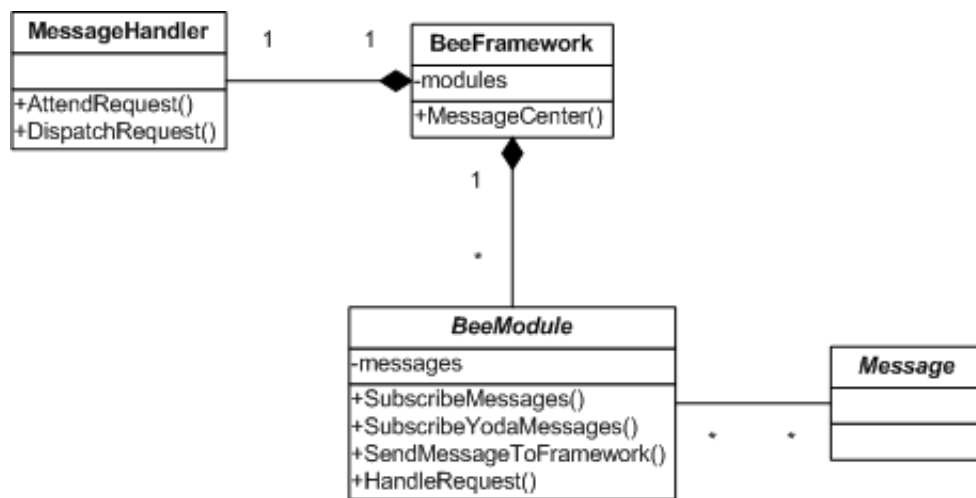 MessageHandler
+AttendRequest()
+DispatchRequest()
1
1
BeeFramework
-modules
+MessageCenter()
1
*
BeeModule
-messages
+SubscribeMessages()
+SubscribeYodaMessages()
+SendMessageToFramework()
+HandleRequest()
*
*
Message